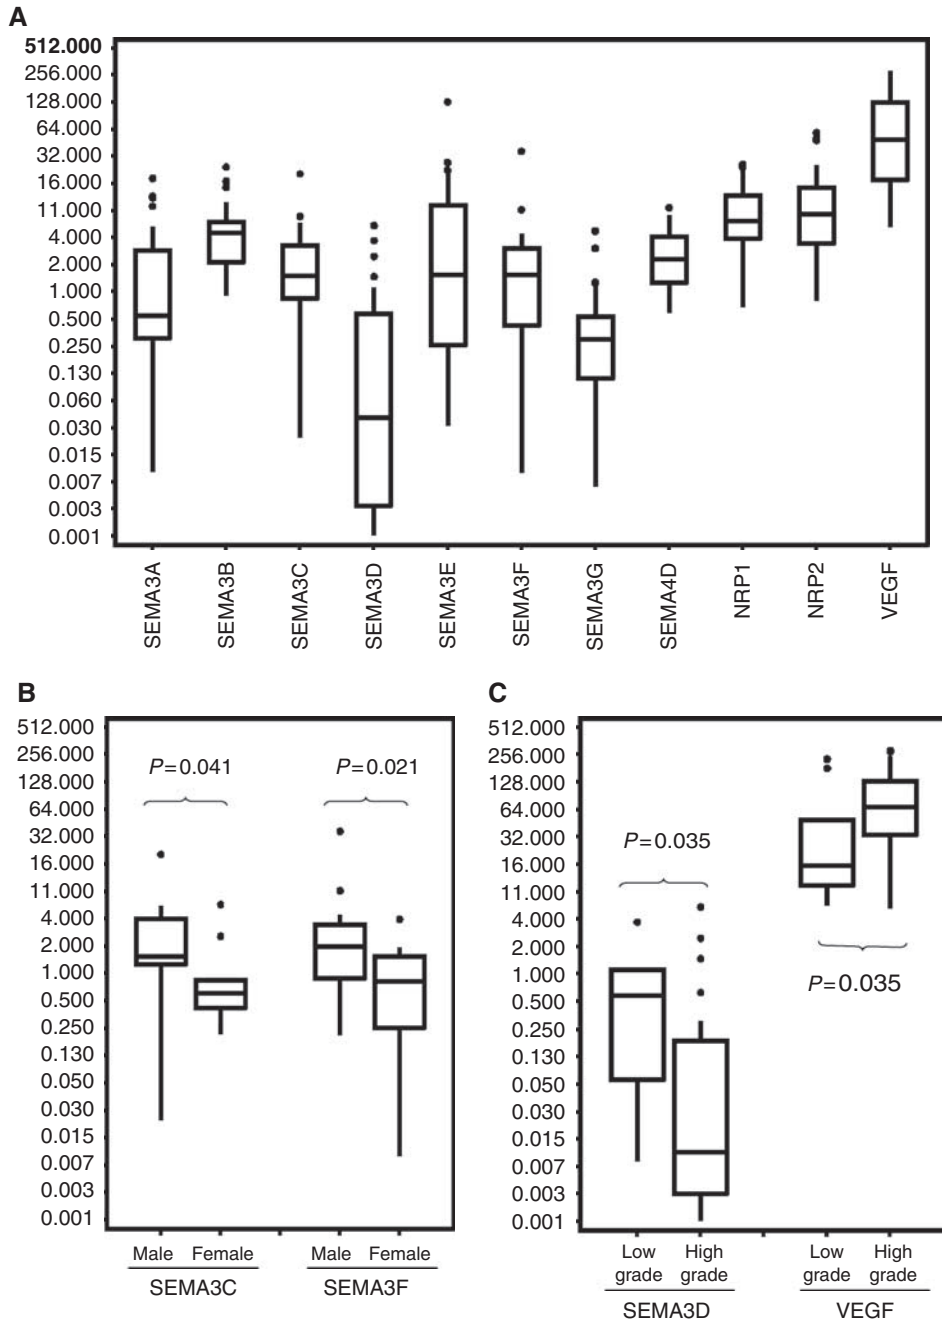 A
512.000
256.000
128.000
64.000
32.000
16.000
11.000
4.000
2.000
1.000
0.500
0.250
0.130
0.060
0.030
0.015
0.007
0.003
0.001
SEMA3A
SEMA3B
SEMA3C
SEMA3D
SEMA3E
SEMA3F
SEMA3G
SEMA4D
NRP1
NRP2
VEGF
B
512.000
256.000
128.000
64.000
32.000
16.000
11.000
4.000
2.000
1.000
0.500
0.250
0.130
0.050
0.030
0.015
0.007
0.003
0.001
P=0.041
P=0.021
Male Female Male Female
SEMA3C SEMA3F
C
512.000
256.000
128.000
64.000
32.000
16.000
11.000
4.000
2.000
1.000
0.500
0.250
0.130
0.050
0.030
0.015
0.007
0.003
0.001
P=0.035
P=0.035
Low High Low High
grade grade grade grade
SEMA3D VEGF